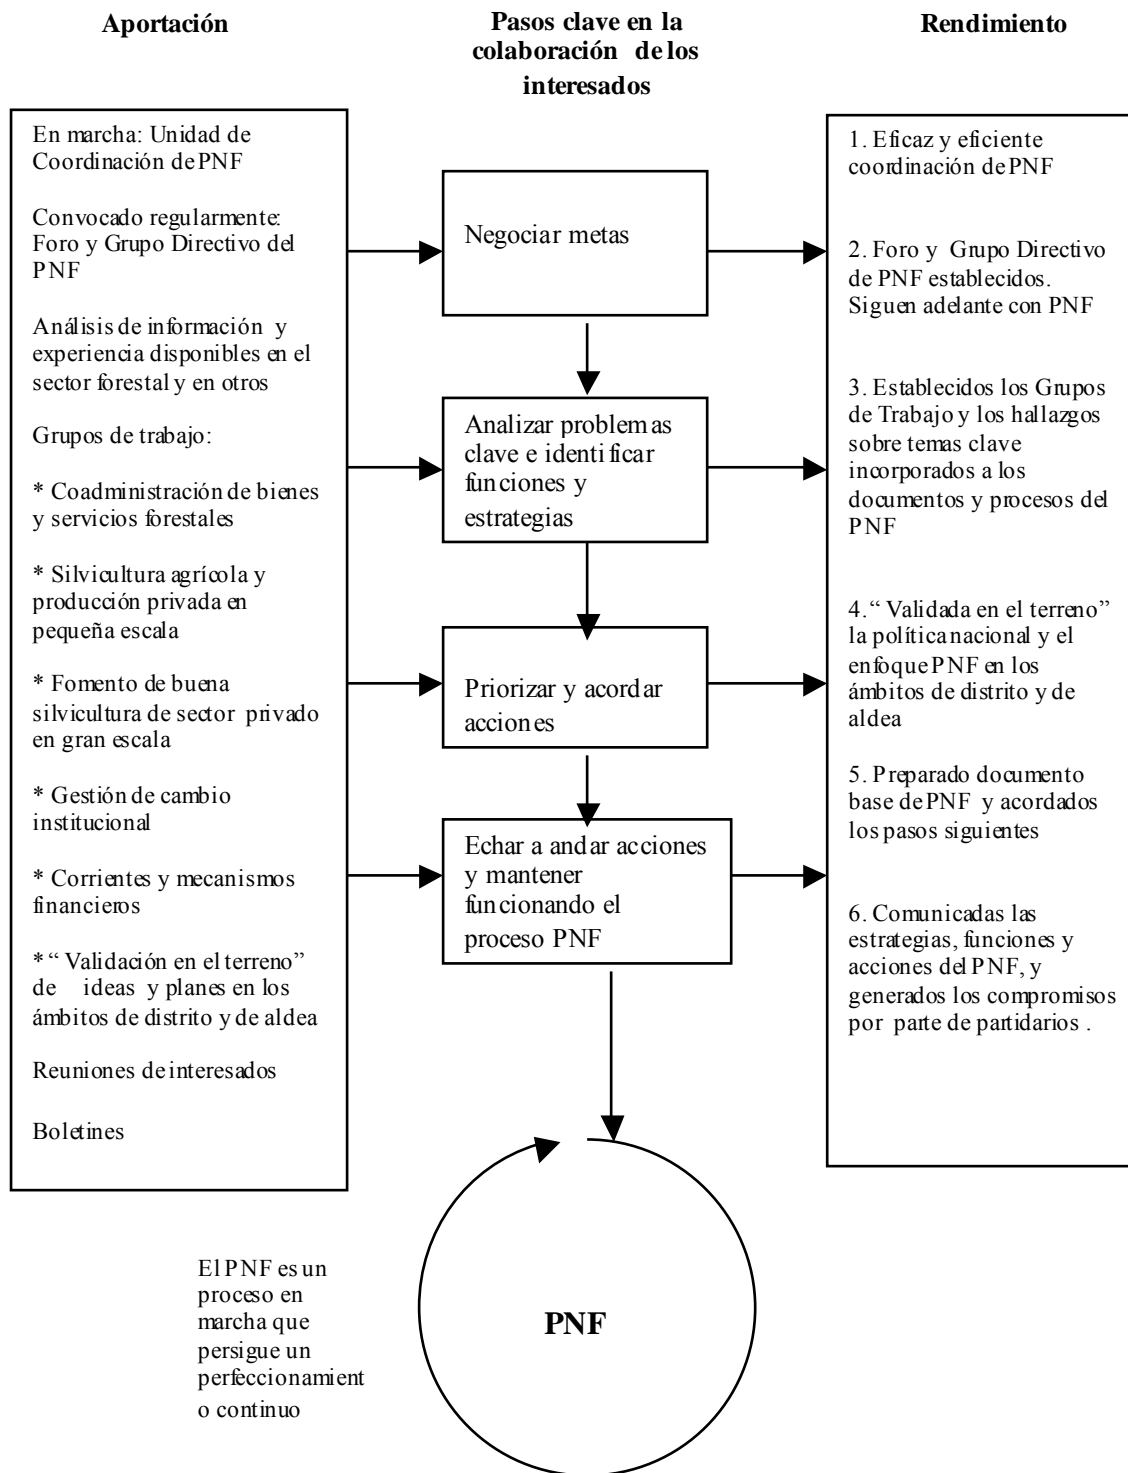 Aportación
Pasos clave en la
colaboración de los
interesados
Rendimiento
En marcha: Unidad de
Coordinación de PNF
Convocado regularmente:
Foro y Grupo Directivo del
PNF
Análisis de información y
experiencia disponibles en el
sector forestal y en otros
Grupos de trabajo:
* Coadministración de bienes
y servicios forestales
* Silvicultura agrícola y
producción privada en
pequeña escala
* Fomento de buena
silvicultura de sector privado
en gran escala
* Gestión de cambio
institucional
* Corrientes y mecanismos
financieros
* “ Validación en el terreno”
de ideas y planes en los
ámbitos de distrito y de aldea
Reuniones de interesados
Boletines
Negociar metas
Analizar problemas
clave e identificar
funciones y
estrategias
Priorizar y acordar
acciones
Echar a andar acciones
y mantener
funcionando el
proceso PNF
1. Eficaz y eficiente
coordinación de PNF
2. Foro y Grupo Directivo
de PNF establecidos.
Siguen adelante con PNF
3. Establecidos los Grupos
de Trabajo y los hallazgos
sobre temas clave
incorporados a los
documentos y procesos del
PNF
4. “ Validada en el terreno”
la política nacional y el
enfoque PNF en los
ámbitos de distrito y de
aldea
5. Preparado documento
base de PNF y acordados
los pasos siguientes
6. Comunicadas las
estrategias, funciones y
acciones del PNF, y
generados los compromisos
por parte de partidarios .
El PNF es un
proceso en
marcha que
persigue un
perfeccionamient
o continuo
PNF